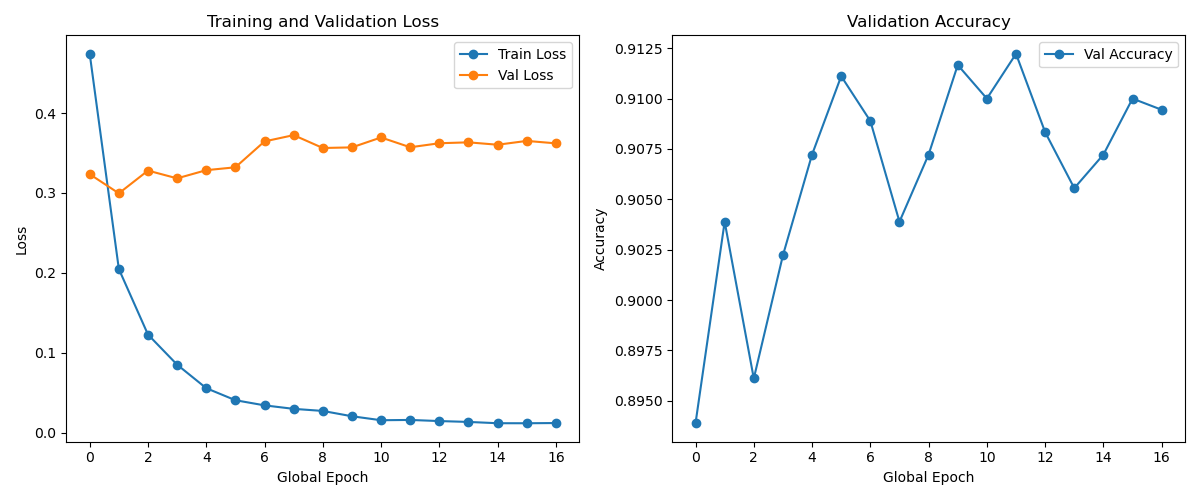 Training and Validation Loss
Train Loss
Val Loss
0.4
0.3
0.2
0.1
0.0
Loss
0 2 4 6 8 10 12 14 16
Global Epoch
Validation Accuracy
Val Accuracy
0.9125
0.9100
0.9075
0.9050
0.9025
0.9000
0.8975
0.8950
Accuracy
0 2 4 6 8 10 12 14 16
Global Epoch